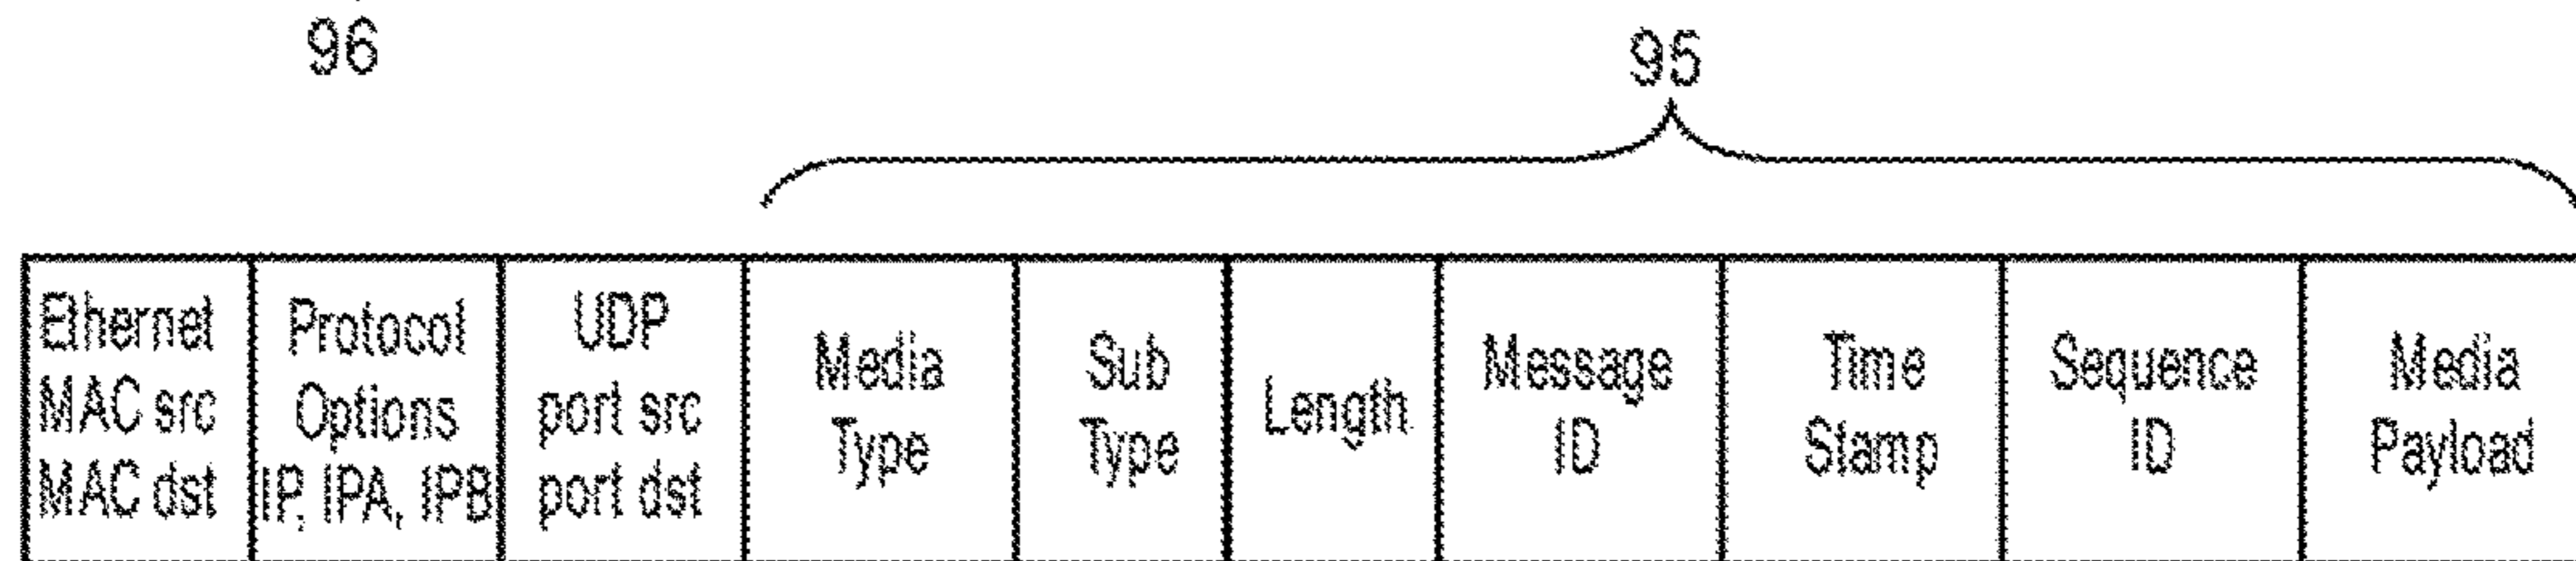 96
95
Ethernet
MAC src
MAC dst
Protocol
Options
IP, IPA, IPB
UDP
port src
port dst
Media
Type
Sub
Type
Length
Message
ID
Time
Stamp
Sequence
ID
Media
Payload